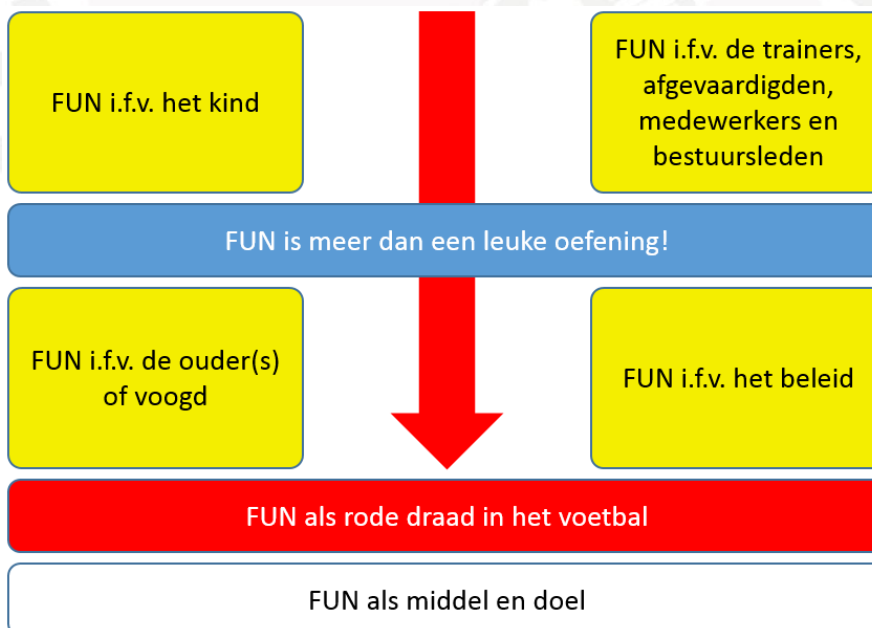 FUN i.f.v. het kind
FUN i.f.v. de trainers,
afgevaardigden,
medewerkers en
bestuursleden
FUN is meer dan een leuke oefening!
FUN i.f.v. de ouder(s)
of voogd
FUN i.f.v. het beleid
FUN als rode draad in het voetbal
FUN als middel en doel